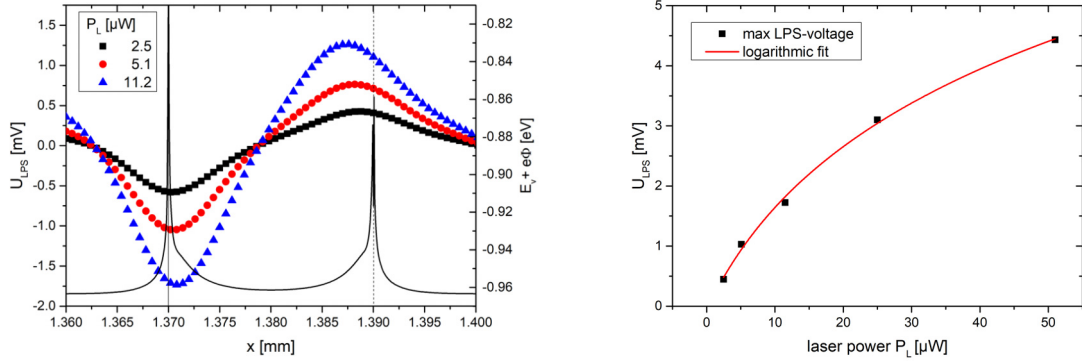 P_L [µW]
2.5
5.1
11.2
1.5
1.0
0.5
0.0
-0.5
-1.0
-1.5
-2.0
U_LPS [mV]
-0.82
-0.84
-0.86
-0.88
-0.90
-0.92
-0.94
-0.96
E_v + eΦ [eV]
1.360 1.365 1.370 1.375 1.380 1.385 1.390 1.395 1.400
x [mm]
max LPS-voltage
logarithmic fit
5
4
3
2
1
0
U_LPS [mV]
0 10 20 30 40 50
laser power P_L [µW]